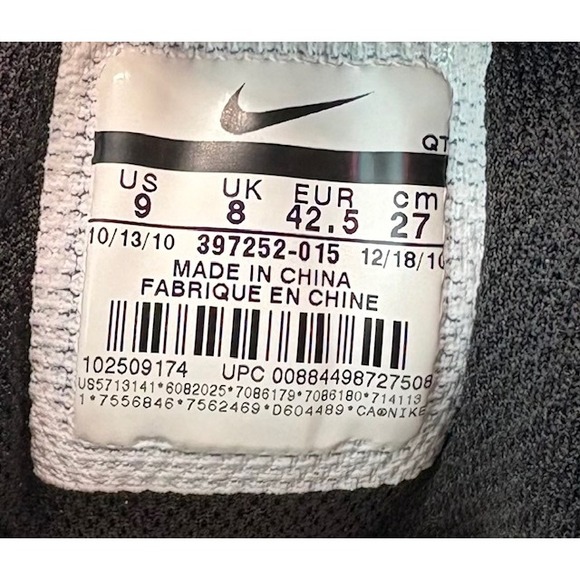 QT
US UK EUR cm
9 8 42.5 27
10/13/10 397252-015 12/18/10
MADE IN CHINA
FABRIQUE EN CHINE
102509174 UPC 00884498727508
US5713141*6082025*7086179*7086180*714113
1*7556846*7562469*D604489*CA®NIKE